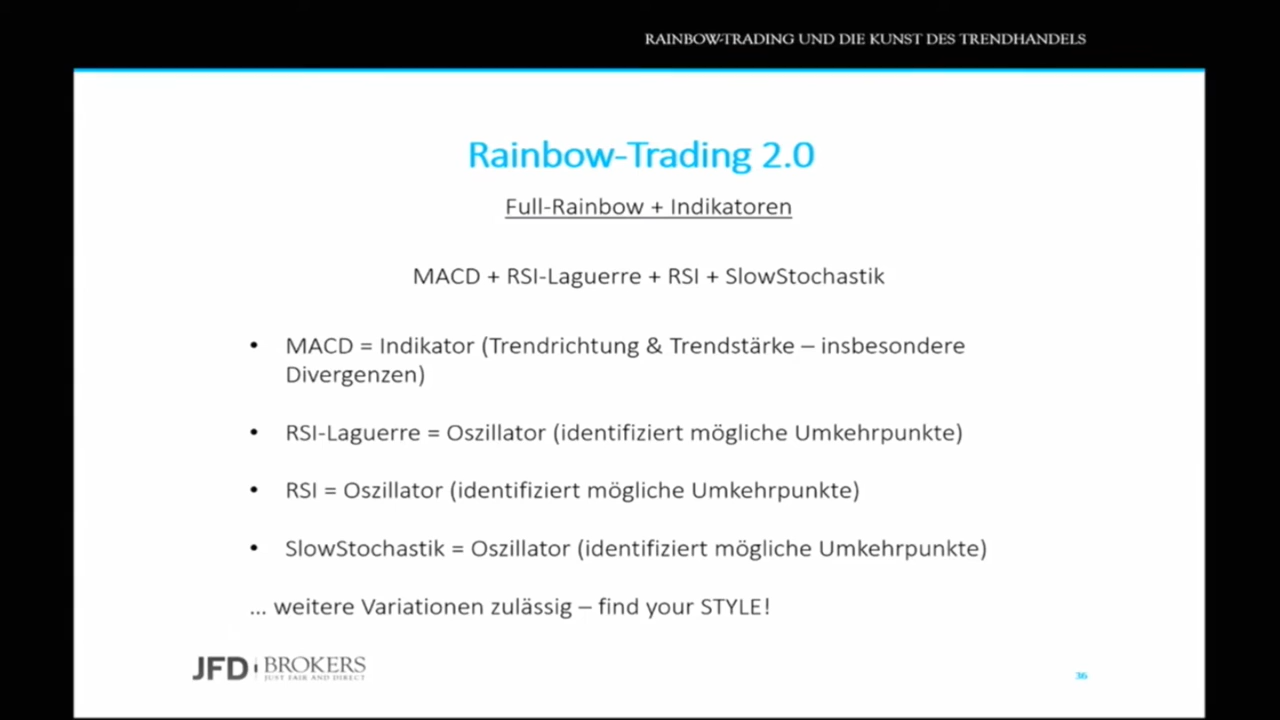 RAINBOW-TRADING UND DIE KUNST DES TRENDHANDELS
Rainbow-Trading 2.0
Full-Rainbow + Indikatoren
MACD + RSI-Laguerre + RSI + SlowStochastik
• MACD = Indikator (Trendrichtung & Trendstärke – insbesondere
Divergenzen)
• RSI-Laguerre = Oszillator (identifiziert mögliche Umkehrpunkte)
• RSI = Oszillator (identifiziert mögliche Umkehrpunkte)
• SlowStochastik = Oszillator (identifiziert mögliche Umkehrpunkte)
... weitere Variationen zulässig – find your STYLE!
JFD BROKERS
JUST FAIR AND DIRECT
36